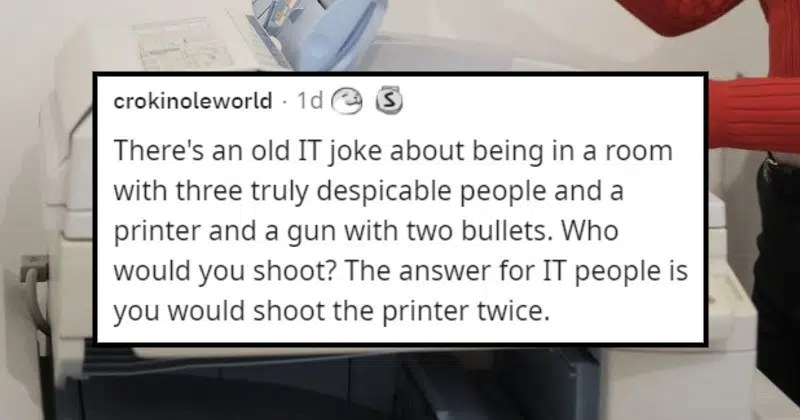 crokinoleworld · 1d S
There's an old IT joke about being in a room
with three truly despicable people and a
printer and a gun with two bullets. Who
would you shoot? The answer for IT people is
you would shoot the printer twice.